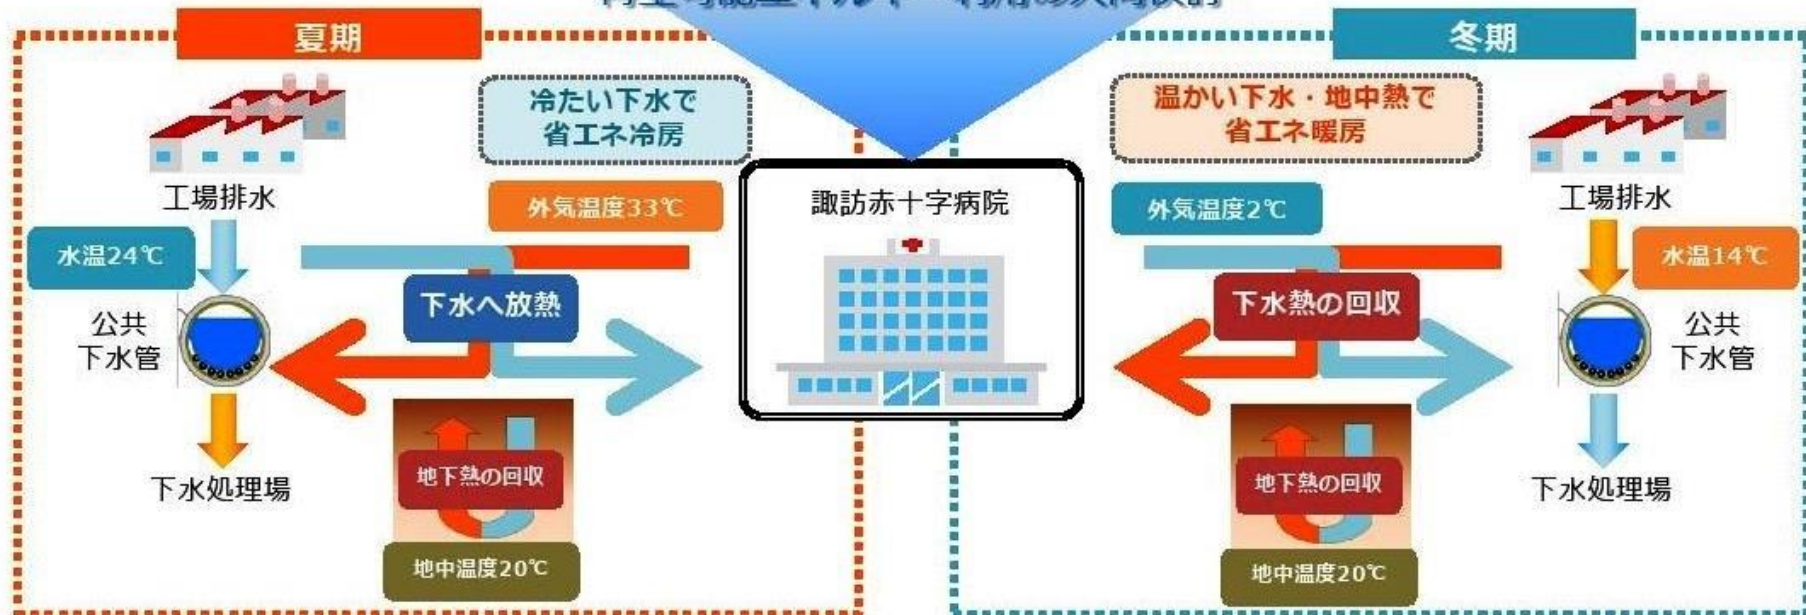 夏期
冷たい下水で
省エネ冷房
工場排水
外気温度33℃
水温24℃
下水へ放熱
公共
下水管
地下熱の回収
下水処理場
地中温度20℃
諏訪赤十字病院
冬期
温かい下水・地中熱で
省エネ暖房
工場排水
外気温度2℃
水温14℃
下水熱の回収
公共
下水管
地下熱の回収
下水処理場
地中温度20℃